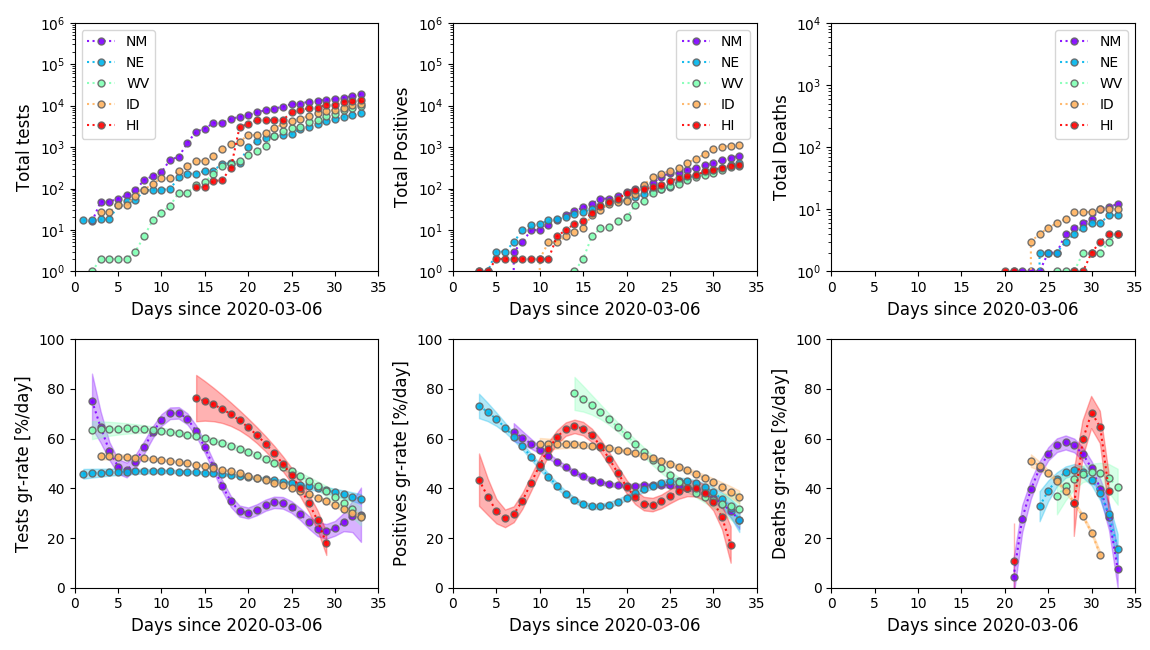 Total tests
10^6
10^5
10^4
10^3
10^2
10^1
10^0
NM
NE
WV
ID
HI
0 5 10 15 20 25 30 35
Days since 2020-03-06
Total Positives
10^6
10^5
10^4
10^3
10^2
10^1
10^0
NM
NE
WV
ID
HI
0 5 10 15 20 25 30 35
Days since 2020-03-06
Total Deaths
10^4
10^3
10^2
10^1
10^0
NM
NE
WV
ID
HI
0 5 10 15 20 25 30 35
Days since 2020-03-06
Tests gr-rate [%/day]
100
80
60
40
20
0
0 5 10 15 20 25 30 35
Days since 2020-03-06
Positives gr-rate [%/day]
100
80
60
40
20
0
0 5 10 15 20 25 30 35
Days since 2020-03-06
Deaths gr-rate [%/day]
100
80
60
40
20
0
0 5 10 15 20 25 30 35
Days since 2020-03-06